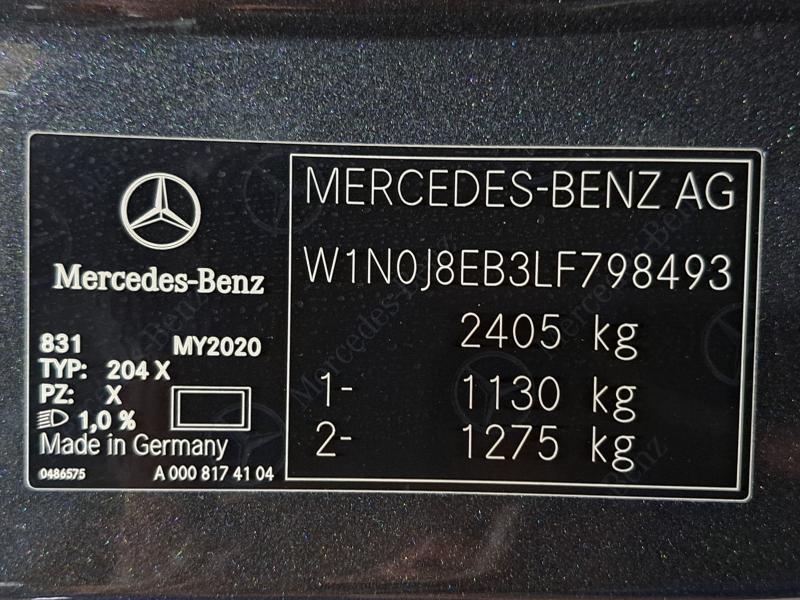 Mercedes-Benz
831 MY2020
TYP: 204 X
PZ: X
1,0 %
Made in Germany
0486575 A 000 817 41 04
MERCEDES-BENZ AG
W1N0J8EB3LF798493
2405 kg
1- 1130 kg
2- 1275 kg